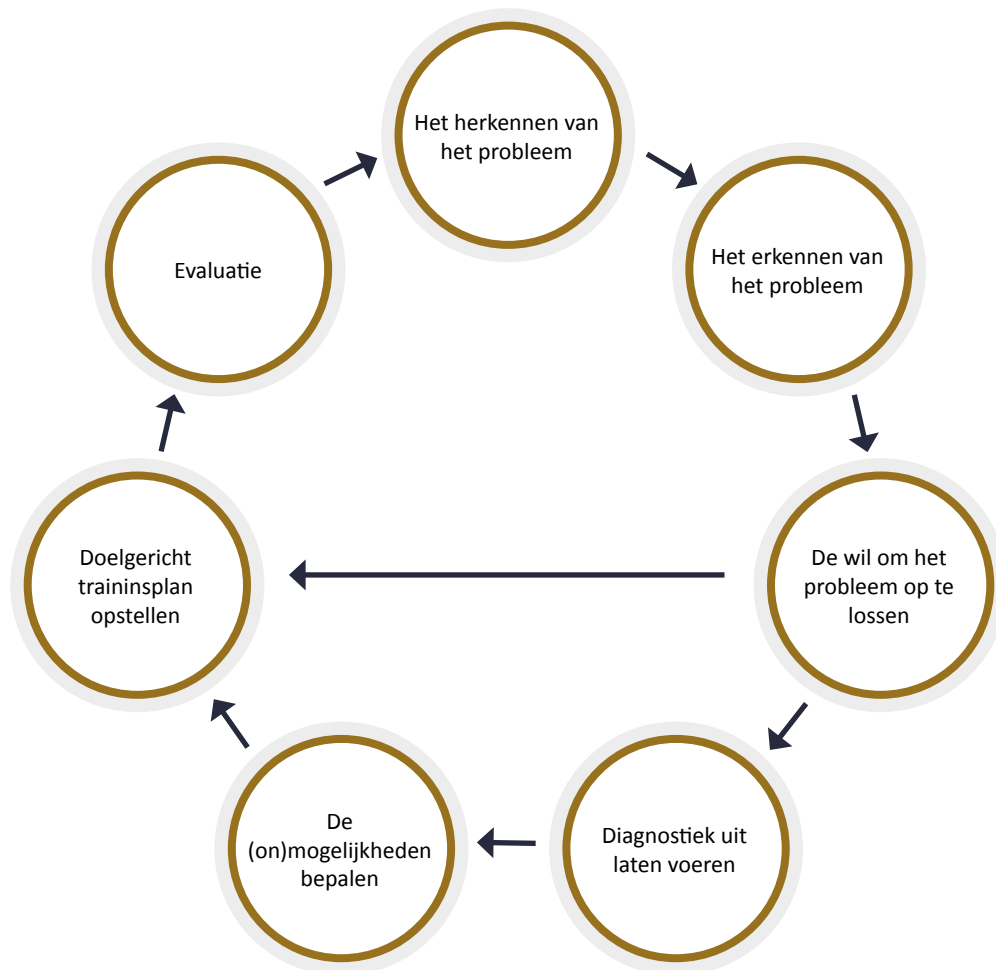 Het herkennen van
het probleem
Het erkennen van
het probleem
De wil om het
probleem op te
lossen
Diagnostiek uit
laten voeren
De
(on)mogelijkheden
bepalen
Doelgericht
traininsplan
opstellen
Evaluatie